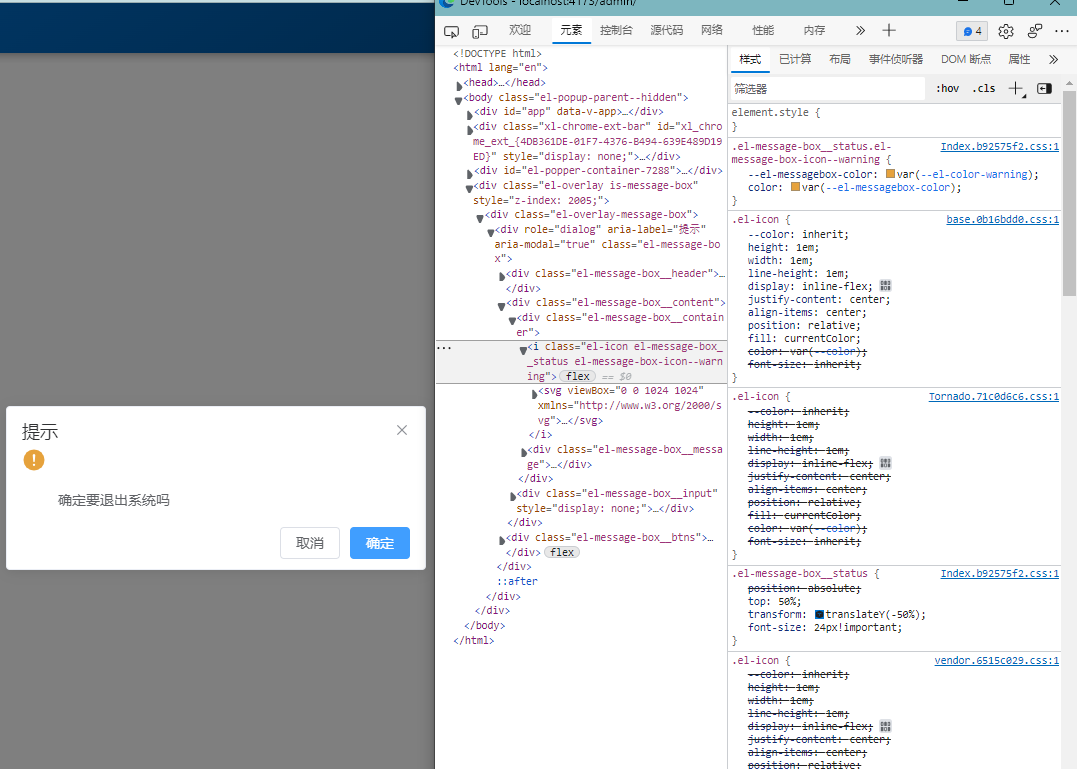 DevTools - localhost:4173/admin/
欢迎
元素
控制台
源代码
网络
性能
内存
4
<!DOCTYPE html>
<html lang="en">
<head>…</head>
<body class="el-popup-parent--hidden">
<div id="app" data-v-app>…</div>
<div class="xl-chrome-ext-bar" id="xl_chro
me_ext_{4DB361DE-01F7-4376-B494-639E489D19
ED}" style="display: none;">…</div>
<div id="el-popper-container-7288">…</div>
<div class="el-overlay is-message-box"
style="z-index: 2005;">
<div class="el-overlay-message-box">
<div role="dialog" aria-label="提示"
aria-modal="true" class="el-message-bo
x">
<div class="el-message-box__header">…
</div>
<div class="el-message-box__content">
<div class="el-message-box__contain
er">
<i class="el-icon el-message-box_
_status el-message-box-icon--warn
ing"> flex == $0
<svg viewBox="0 0 1024 1024"
xmlns="http://www.w3.org/2000/s
vg">…</svg>
</i>
<div class="el-message-box__messa
ge">…</div>
</div>
<div class="el-message-box__input"
style="display: none;">…</div>
</div>
<div class="el-message-box__btns">…
</div> flex
</div>
::after
</div>
</div>
</body>
</html>
样式
已计算
布局
事件侦听器
DOM 断点
属性
筛选器
:hov
.cls
element.style {
}
.el-message-box__status.el-
message-box-icon--warning {
Index.b92575f2.css:1
--el-messagebox-color: var(--el-color-warning);
color: var(--el-messagebox-color);
}
.el-icon {
base.0b16bdd0.css:1
--color: inherit;
height: 1em;
width: 1em;
line-height: 1em;
display: inline-flex;
justify-content: center;
align-items: center;
position: relative;
fill: currentColor;
color: var(--color);
font-size: inherit;
}
.el-icon {
Tornado.71c0d6c6.css:1
--color: inherit;
height: 1em;
width: 1em;
line-height: 1em;
display: inline-flex;
justify-content: center;
align-items: center;
position: relative;
fill: currentColor;
color: var(--color);
font-size: inherit;
}
.el-message-box__status {
Index.b92575f2.css:1
position: absolute;
top: 50%;
transform: translateY(-50%);
font-size: 24px!important;
}
.el-icon {
vendor.6515c029.css:1
--color: inherit;
height: 1em;
width: 1em;
line-height: 1em;
display: inline-flex;
justify-content: center;
align-items: center;
position: relative;
提示
确定要退出系统吗
取消
确定